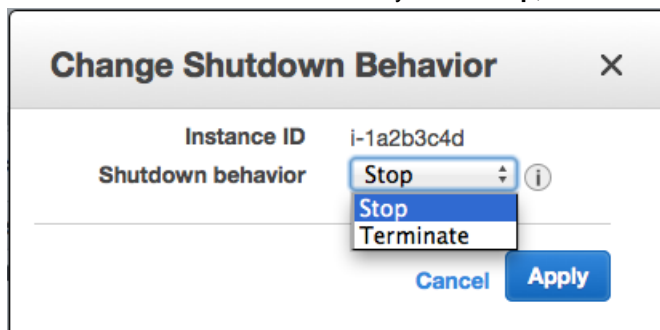 Change Shutdown Behavior ×
Instance ID i-1a2b3c4d
Shutdown behavior Stop i
Stop
Terminate
Cancel Apply